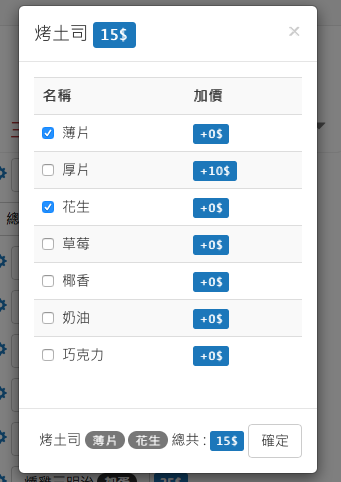 烤土司 15$ ×
名稱 加價
薄片 +0$
厚片 +10$
花生 +0$
草莓 +0$
椰香 +0$
奶油 +0$
巧克力 +0$
烤土司 薄片 花生 總共 : 15$ 確定